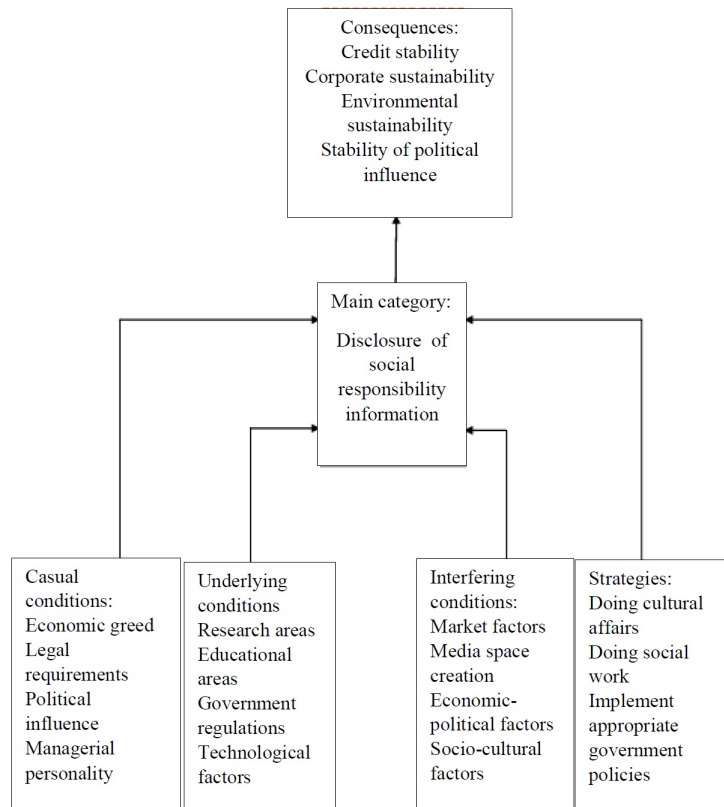 Consequences:
Credit stability
Corporate sustainability
Environmental
sustainability
Stability of political
influence
Main category:
Disclosure of
social
responsibility
information
Casual
conditions:
Economic greed
Legal
requirements
Political
influence
Managerial
personality
Underlying
conditions
Research areas
Educational
areas
Government
regulations
Technological
factors
Interfering
conditions:
Market factors
Media space
creation
Economic-
political factors
Socio-cultural
factors
Strategies:
Doing cultural
affairs
Doing social
work
Implement
appropriate
government
policies